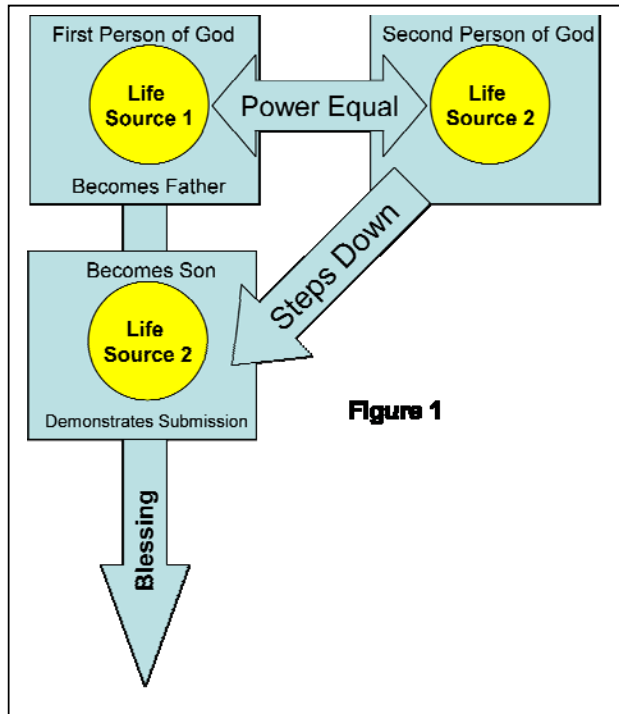 First Person of God
Life
Source 1
Becomes Father
Power Equal
Second Person of God
Life
Source 2
Steps Down
Becomes Son
Life
Source 2
Demonstrates Submission
Figure 1
Blessing